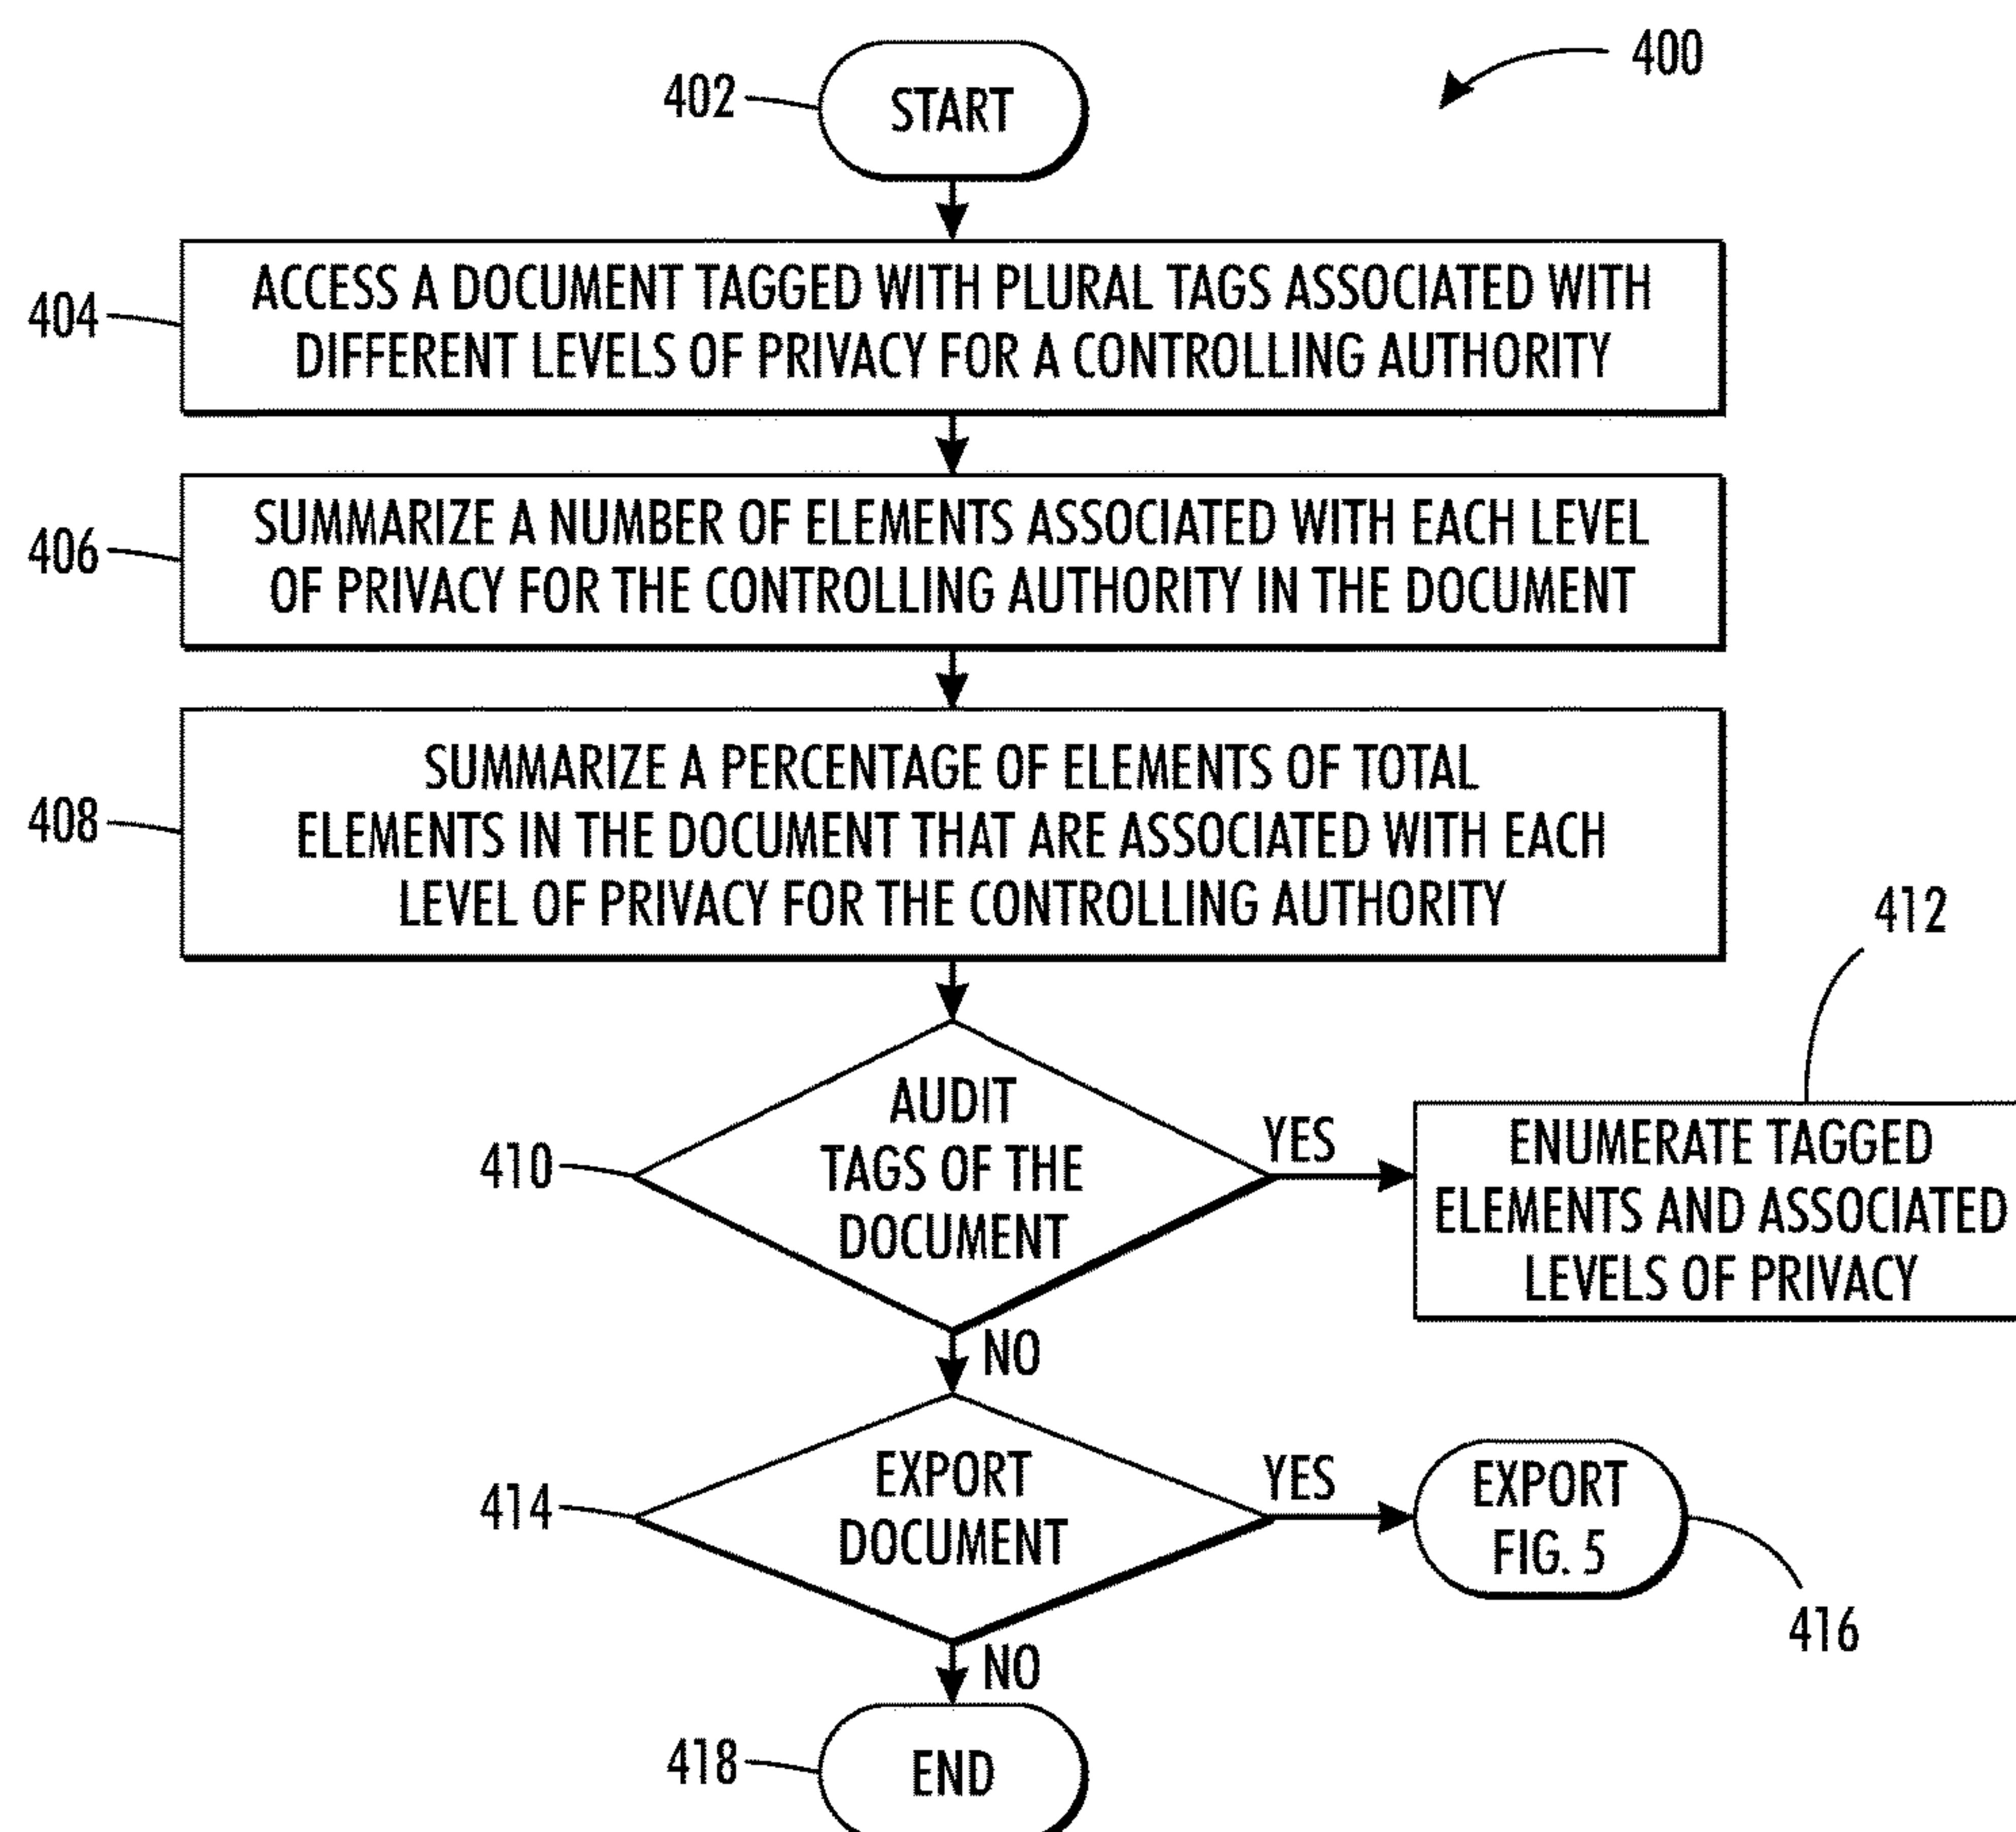 400
402
START
404
ACCESS A DOCUMENT TAGGED WITH PLURAL TAGS ASSOCIATED WITH
DIFFERENT LEVELS OF PRIVACY FOR A CONTROLLING AUTHORITY
406
SUMMARIZE A NUMBER OF ELEMENTS ASSOCIATED WITH EACH LEVEL
OF PRIVACY FOR THE CONTROLLING AUTHORITY IN THE DOCUMENT
408
SUMMARIZE A PERCENTAGE OF ELEMENTS OF TOTAL
ELEMENTS IN THE DOCUMENT THAT ARE ASSOCIATED WITH EACH
LEVEL OF PRIVACY FOR THE CONTROLLING AUTHORITY
410
AUDIT
TAGS OF THE
DOCUMENT
YES
412
ENUMERATE TAGGED
ELEMENTS AND ASSOCIATED
LEVELS OF PRIVACY
NO
414
EXPORT
DOCUMENT
YES
EXPORT
FIG. 5
416
NO
418
END